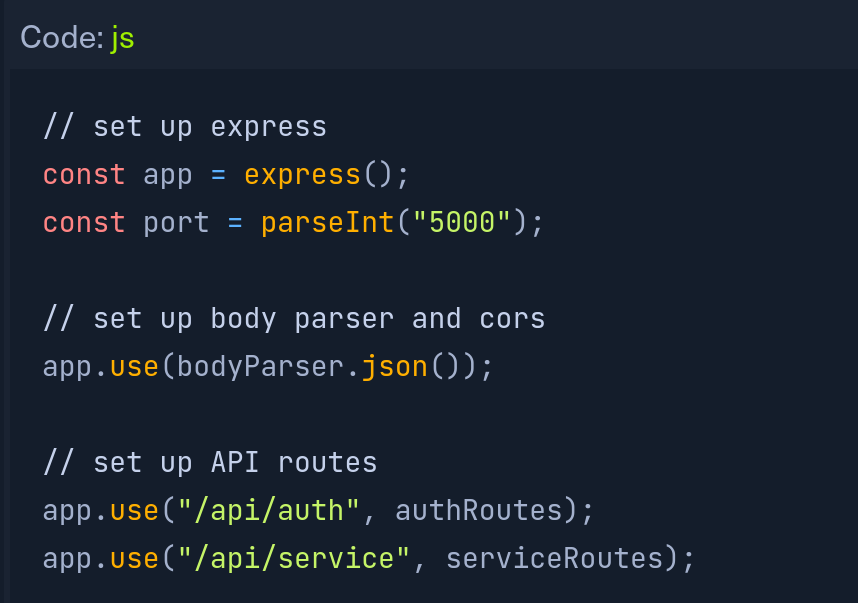 Code: js
// set up express
const app = express();
const port = parseInt("5000");
// set up body parser and cors
app.use(bodyParser.json());
// set up API routes
app.use("/api/auth", authRoutes);
app.use("/api/service", serviceRoutes);